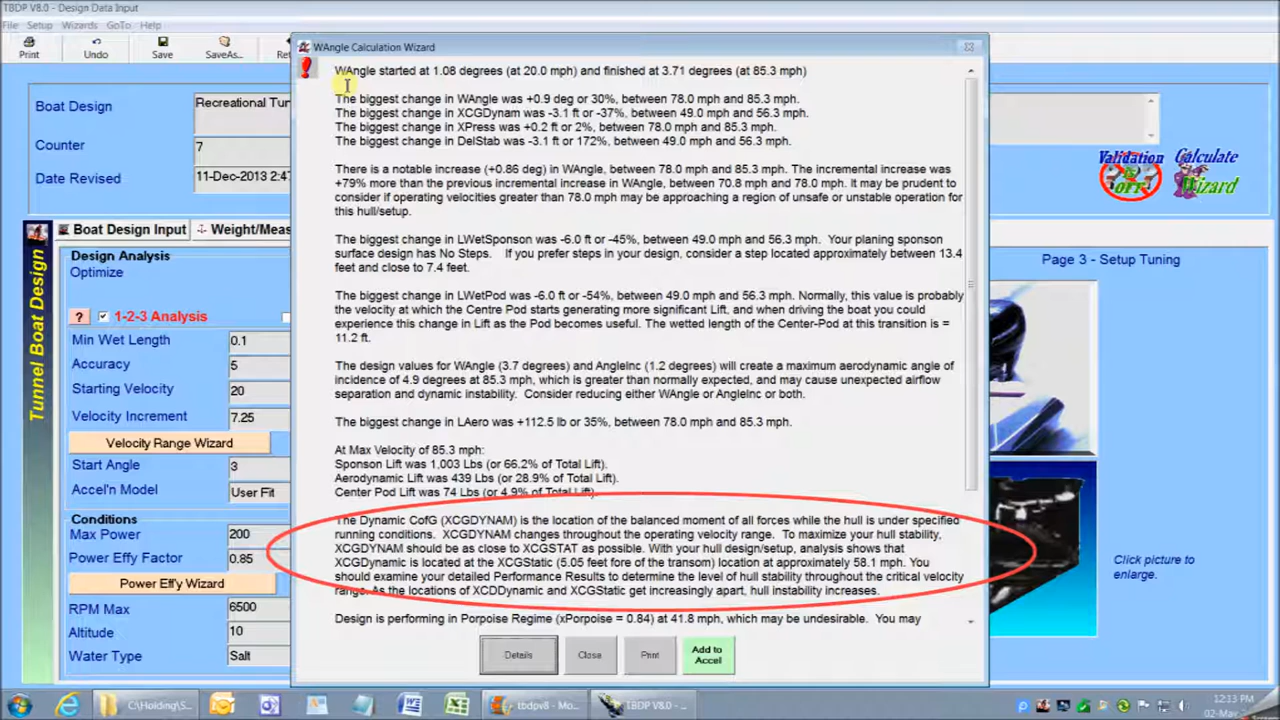 TBDP V8.0 - Design Data Input
File Setup Wizards GoTo Help
Print Undo Save SaveAs...
Boat Design Recreational Tun
Counter 7
Date Revised 11-Dec-2013 2:47
Validation OFF! Calculate Wizard
Tunnel Boat Design
Boat Design Input Weight/Meas
Page 3 - Setup Tuning
Design Analysis
Optimize
? 1-2-3 Analysis
Min Wet Length 0.1
Accuracy 5
Starting Velocity 20
Velocity Increment 7.25
Velocity Range Wizard
Start Angle 3
Accel'n Model User Fit
Conditions
Max Power 200
Power Effy Factor 0.85
Power Effy Wizard
RPM Max 6500
Altitude 10
Water Type Salt
Click picture to
enlarge.
WAngle Calculation Wizard
WAngle started at 1.08 degrees (at 20.0 mph) and finished at 3.71 degrees (at 85.3 mph)
The biggest change in WAngle was +0.9 deg or 30%, between 78.0 mph and 85.3 mph.
The biggest change in XCGDynam was -3.1 ft or -37%, between 49.0 mph and 56.3 mph.
The biggest change in XPress was +0.2 ft or 2%, between 78.0 mph and 85.3 mph.
The biggest change in DelStab was -3.1 ft or 172%, between 49.0 mph and 56.3 mph.
There is a notable increase (+0.86 deg) in WAngle, between 78.0 mph and 85.3 mph. The incremental increase was
+79% more than the previous incremental increase in WAngle, between 70.8 mph and 78.0 mph. It may be prudent to
consider if operating velocities greater than 78.0 mph may be approaching a region of unsafe or unstable operation for
this hull/setup.
The biggest change in LWetSponson was -6.0 ft or -45%, between 49.0 mph and 56.3 mph. Your planing sponson
surface design has No Steps. If you prefer steps in your design, consider a step located approximately between 13.4
feet and close to 7.4 feet.
The biggest change in LWetPod was -6.0 ft or -54%, between 49.0 mph and 56.3 mph. Normally, this value is probably
the velocity at which the Centre Pod starts generating more significant Lift, and when driving the boat you could
experience this change in Lift as the Pod becomes useful. The wetted length of the Center-Pod at this transition is =
11.2 ft.
The design values for WAngle (3.7 degrees) and AngleInc (1.2 degrees) will create a maximum aerodynamic angle of
incidence of 4.9 degrees at 85.3 mph, which is greater than normally expected, and may cause unexpected airflow
separation and dynamic instability. Consider reducing either WAngle or AngleInc or both.
The biggest change in LAero was +112.5 lb or 35%, between 78.0 mph and 85.3 mph.
At Max Velocity of 85.3 mph:
Sponson Lift was 1,003 Lbs (or 66.2% of Total Lift).
Aerodynamic Lift was 439 Lbs (or 28.9% of Total Lift).
Center Pod Lift was 74 Lbs (or 4.9% of Total Lift).
The Dynamic CofG (XCGDYNAM) is the location of the balanced moment of all forces while the hull is under specified
running conditions. XCGDYNAM changes throughout the operating velocity range. To maximize your hull stability,
XCGDYNAM should be as close to XCGSTAT as possible. With your hull design/setup, analysis shows that
XCGDynamic is located at the XCGStatic (5.05 feet fore of the transom) location at approximately 58.1 mph. You
should examine your detailed Performance Results to determine the level of hull stability throughout the critical velocity
range. As the locations of XCDDynamic and XCGStatic get increasingly apart, hull instability increases.
Design is performing in Porpoise Regime (xPorpoise = 0.84) at 41.8 mph, which may be undesirable. You may
Details Close Print Add to Accel
C:\Holding\S... tbdpv8 - Mo... TBDP V8.0 - ... 12:33 PM